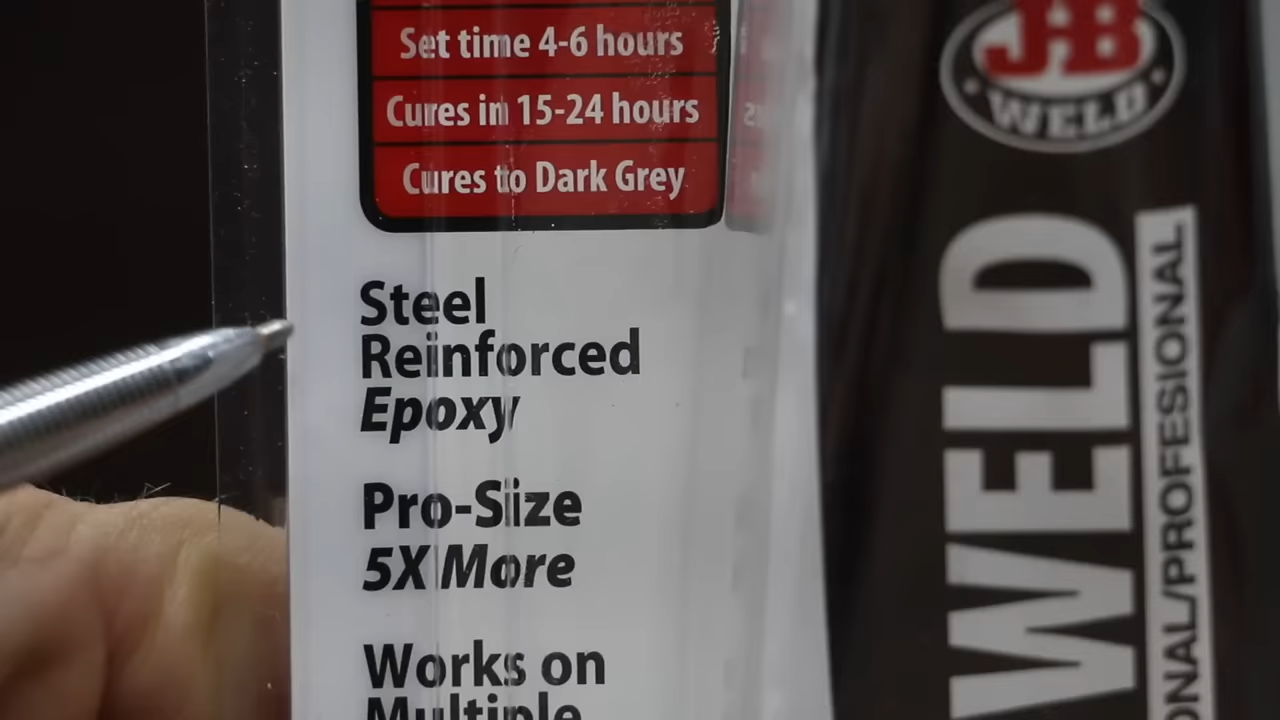 Set time 4-6 hours
Cures in 15-24 hours
Cures to Dark Grey
Steel
Reinforced
Epoxy
Pro-Size
5X More
Works on
Multiple
J-B
WELD
WELD
ONAL/PROFESIONAL